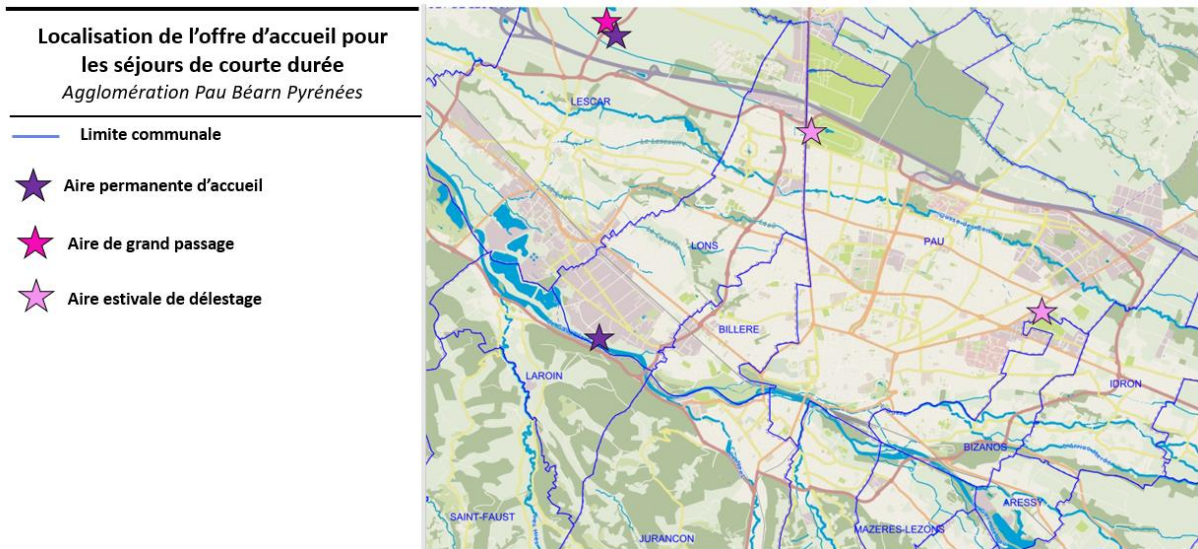 Localisation de l’offre d’accueil pour
les séjours de courte durée
Agglomération Pau Béarn Pyrénées
Limite communale
Aire permanente d’accueil
Aire de grand passage
Aire estivale de délestage
LESCAR
LONS
PAU
BILLERE
LAROIN
IDRON
BIZANOS
ARESSY
SAINT-FAUST
JURANCON
MAZERES-LEZONS